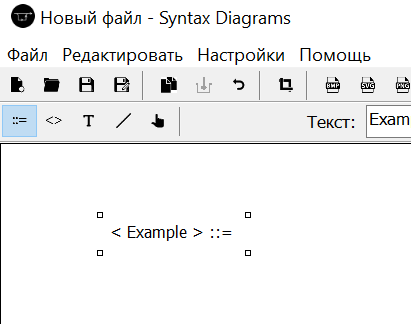 Новый файл - Syntax Diagrams
Файл Редактировать Настройки Помощь
BMP SVG PNG
::= <> T Текст: Exam
< Example > ::=